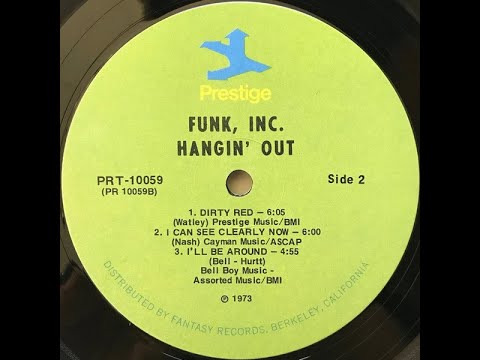 Prestige
FUNK, INC.
HANGIN' OUT
PRT-10059
(PR 10059B)
Side 2
1. DIRTY RED — 6:05
(Watley) Prestige Music/BMI
2. I CAN SEE CLEARLY NOW — 6:00
(Nash) Cayman Music/ASCAP
3. I'LL BE AROUND — 4:55
(Bell - Hurtt)
Bell Boy Music -
Assorted Music/BMI
℗ 1973
DISTRIBUTED BY FANTASY RECORDS, BERKELEY, CALIFORNIA